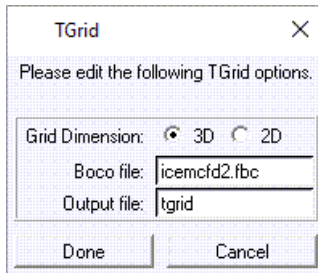 TGrid
Please edit the following TGrid options.
Grid Dimension: 3D 2D
Boco file: icemcfd2.fbc
Output file: tgrid
Done Cancel